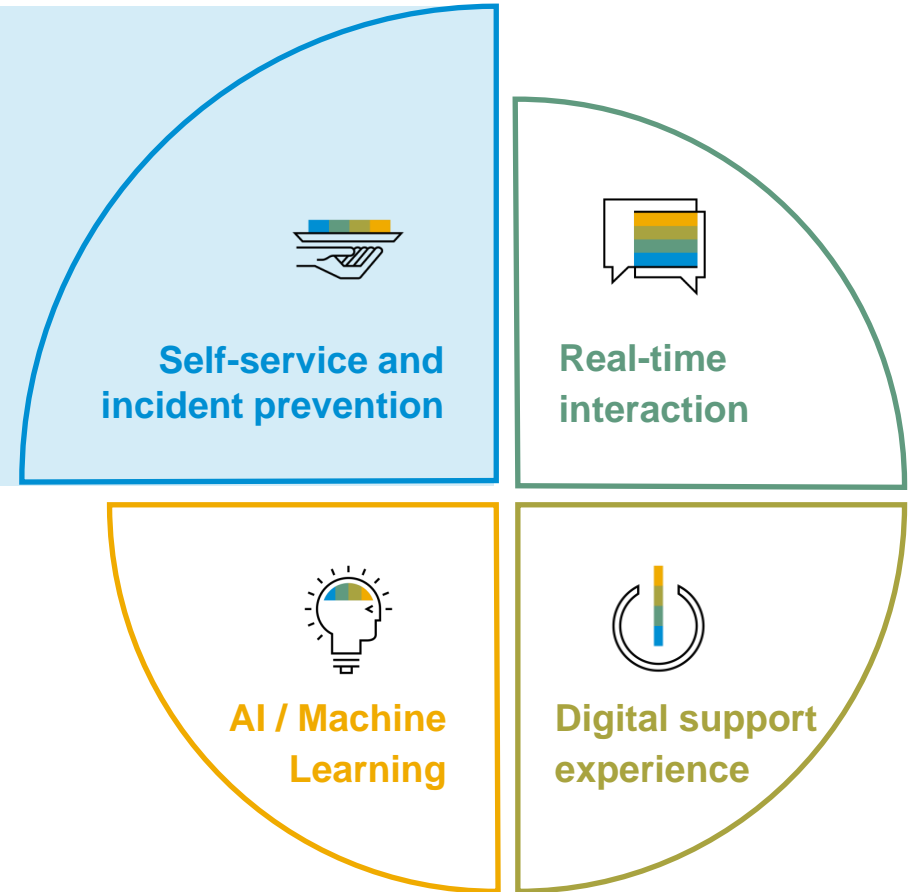 Self-service and
incident prevention
Real-time
interaction
AI / Machine
Learning
Digital support
experience